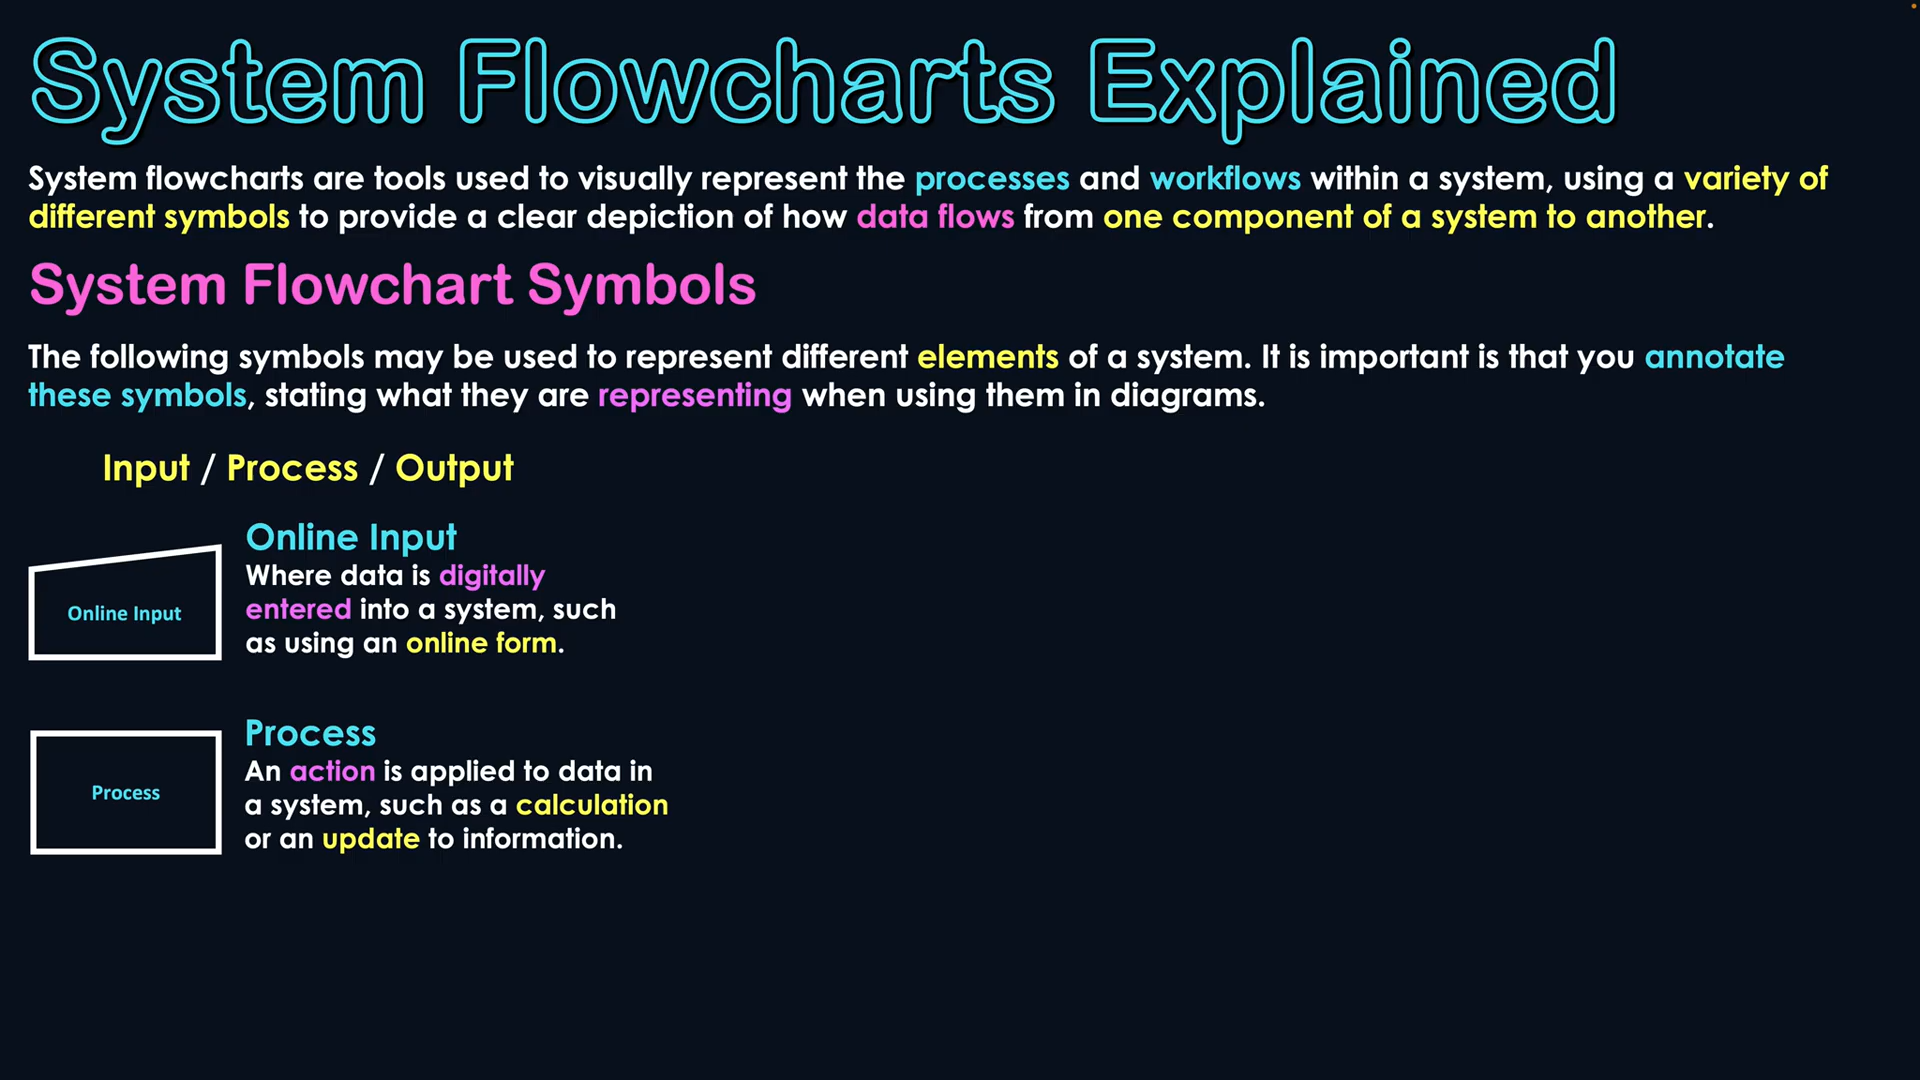 System Flowcharts Explained
System flowcharts are tools used to visually represent the processes and workflows within a system, using a variety of
different symbols to provide a clear depiction of how data flows from one component of a system to another.
System Flowchart Symbols
The following symbols may be used to represent different elements of a system. It is important is that you annotate
these symbols, stating what they are representing when using them in diagrams.
Input / Process / Output
Online Input
Online Input
Where data is digitally
entered into a system, such
as using an online form.
Process
Process
An action is applied to data in
a system, such as a calculation
or an update to information.